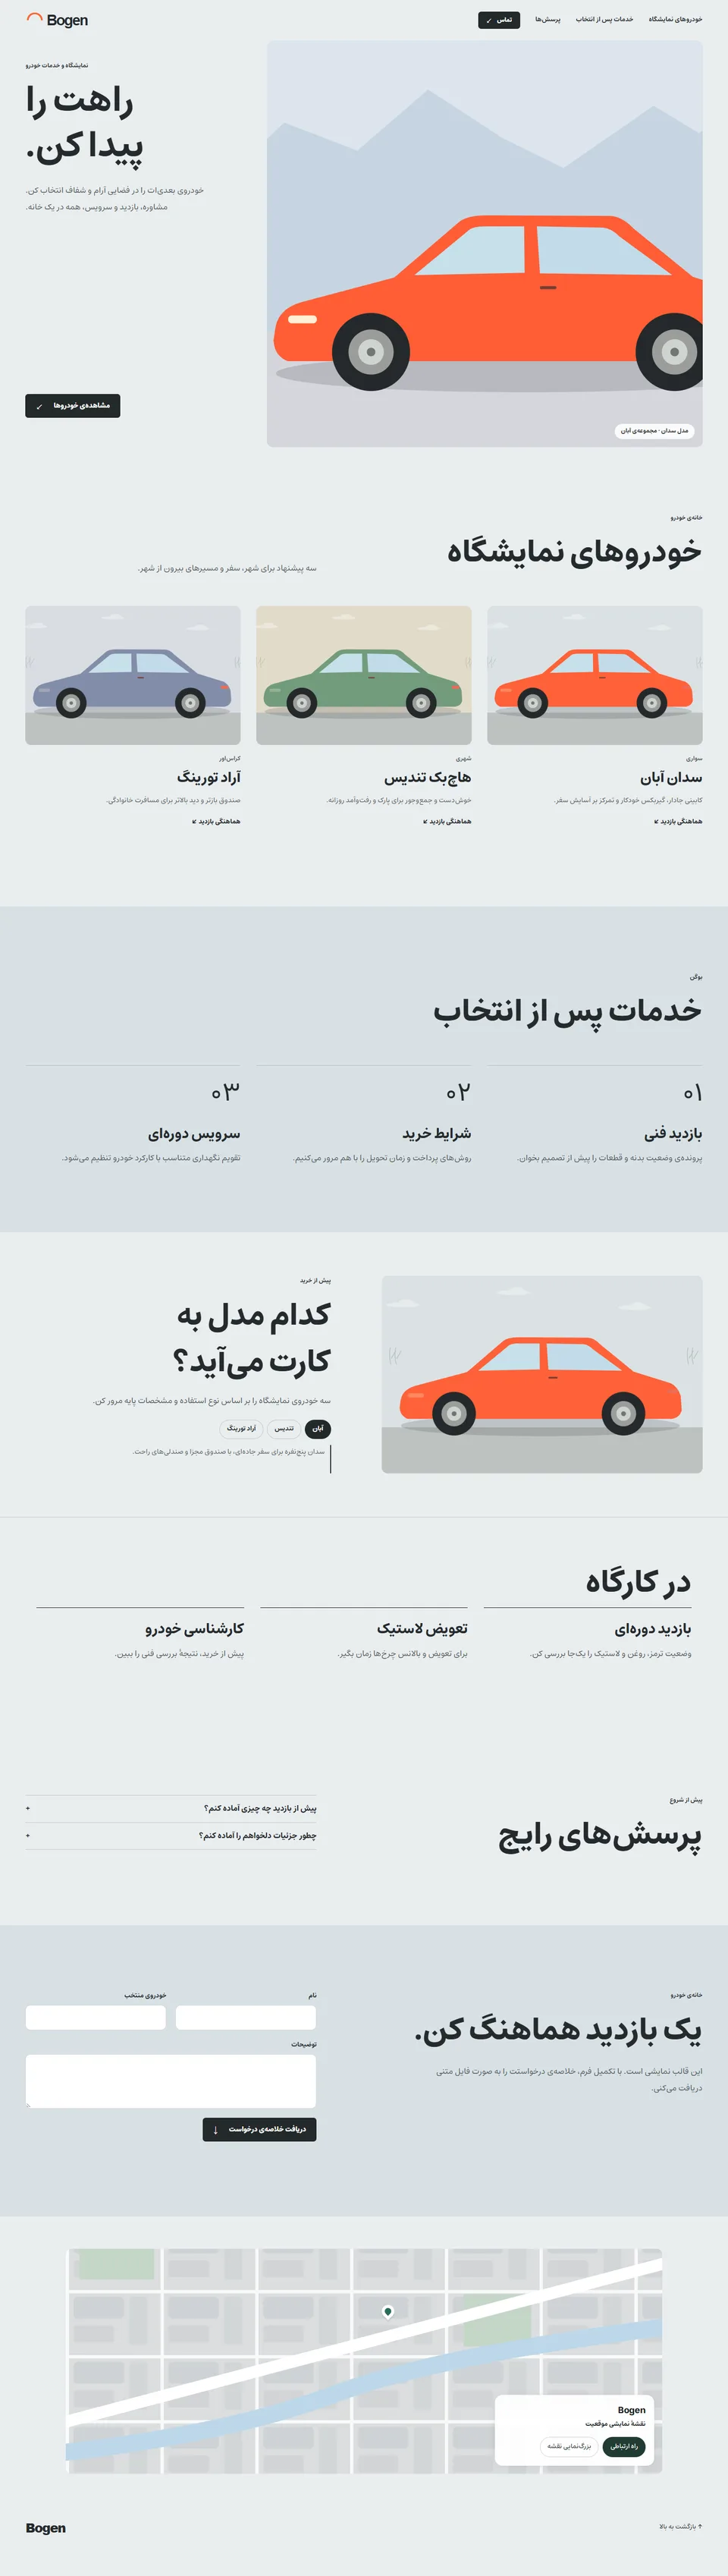 Bogen
خودروهای نمایشگاه
خدمات پس از انتخاب
پرسش‌ها
تماس ↙
نمایشگاه و خدمات خودرو
راهت را
پیدا کن.
خودروی بعدی‌ات را در فضایی آرام و شفاف انتخاب کن.
مشاوره، بازدید و سرویس، همه در یک خانه.
مشاهده‌ی خودروها ↙
مدل سدان · مجموعه‌ی آبان
خانه‌ی خودرو
خودروهای نمایشگاه
سه پیشنهاد برای شهر، سفر و مسیرهای بیرون از شهر.
سواری
سدان آبان
کابینی جادار، گیربکس خودکار و تمرکز بر آسایش سفر.
هماهنگی بازدید ↙
شهری
هاچ‌بک تندیس
خوش‌دست و جمع‌وجور برای پارک و رفت‌وآمد روزانه.
هماهنگی بازدید ↙
کراس‌اور
آراد تورینگ
صندوق بازتر و دید بالاتر برای مسافرت خانوادگی.
هماهنگی بازدید ↙
بوگن
خدمات پس از انتخاب
۰۱
بازدید فنی
پرونده‌ی وضعیت بدنه و قطعات را پیش از تصمیم بخوان.
۰۲
شرایط خرید
روش‌های پرداخت و زمان تحویل را با هم مرور می‌کنیم.
۰۳
سرویس دوره‌ای
تقویم نگهداری متناسب با کارکرد خودرو تنظیم می‌شود.
پیش از خرید
کدام مدل به
کارت می‌آید؟
سه خودروی نمایشگاه را بر اساس نوع استفاده و مشخصات پایه مرور کن.
آبان
تندیس
آراد تورینگ
سدان پنج‌نفره برای سفر جاده‌ای، با صندوق مجزا و صندلی‌های راحت.
در کارگاه
بازدید دوره‌ای
وضعیت ترمز، روغن و لاستیک را یک‌جا بررسی کن.
تعویض لاستیک
برای تعویض و بالانس چرخ‌ها زمان بگیر.
کارشناسی خودرو
پیش از خرید، نتیجهٔ بررسی فنی را ببین.
پیش از شروع
پرسش‌های رایج
پیش از بازدید چه چیزی آماده کنم؟ +
چطور جزئیات دلخواهم را آماده کنم؟ +
خانه‌ی خودرو
یک بازدید هماهنگ کن.
این قالب نمایشی است. با تکمیل فرم، خلاصه‌ی درخواستت را به صورت فایل متنی
دریافت می‌کنی.
نام
خودروی منتخب
توضیحات
دریافت خلاصه‌ی درخواست ↓
Bogen
نقشهٔ نمایشی موقعیت
راه ارتباطی
بزرگ‌نمایی نقشه
↑ بازگشت به بالا
Bogen